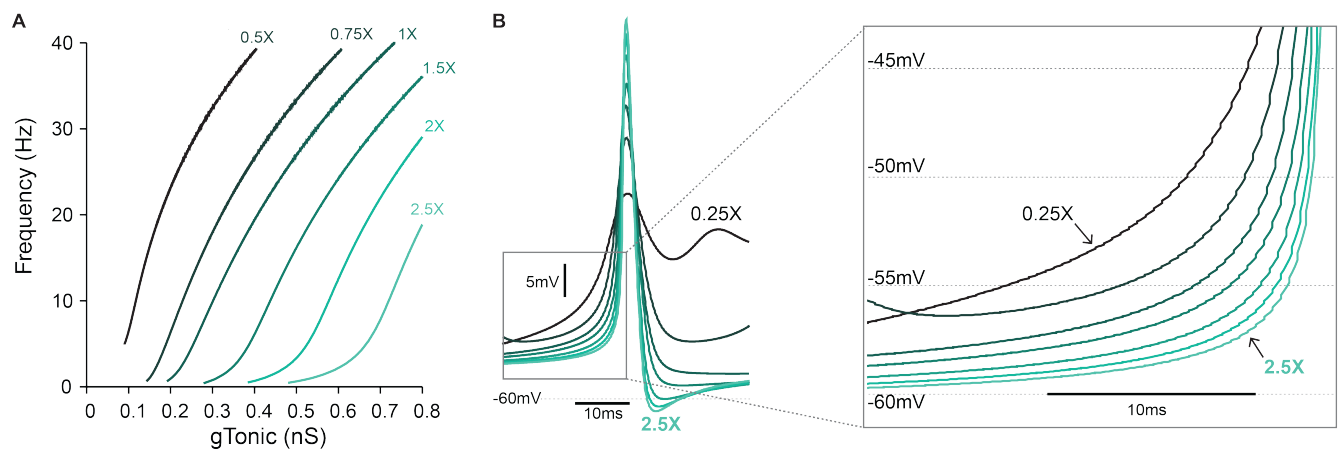 A
Frequency (Hz)
40
30
20
10
0
0.5X
0.75X
1X
1.5X
2X
2.5X
0 0.1 0.2 0.3 0.4 0.5 0.6 0.7 0.8
gTonic (nS)
B
5mV
0.25X
-60mV
10ms
2.5X
-45mV
-50mV
0.25X
-55mV
2.5X
-60mV
10ms